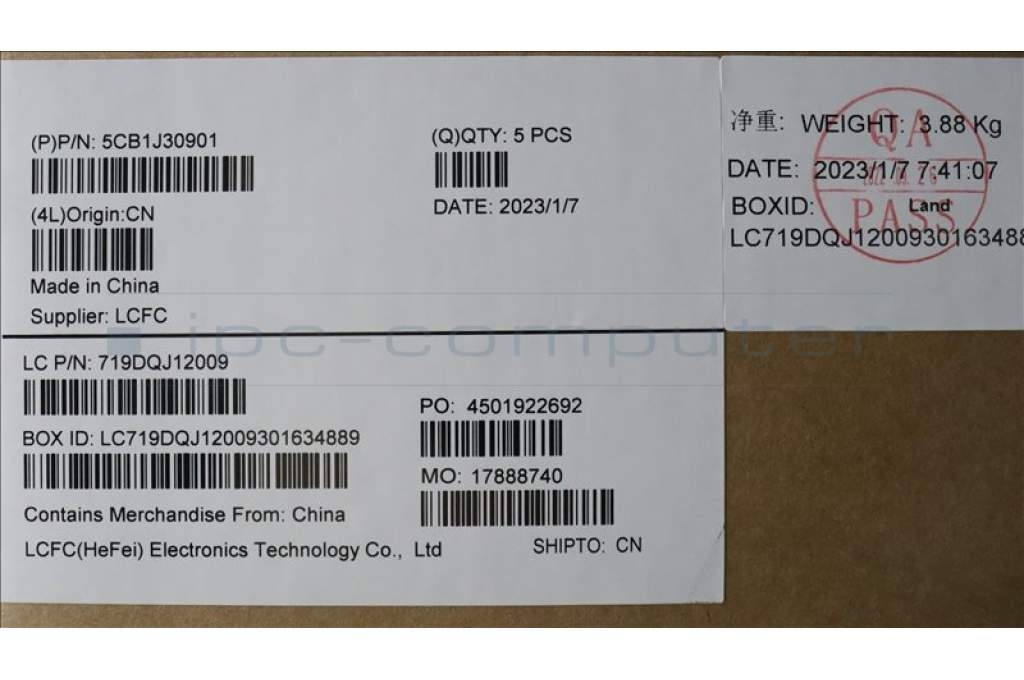 (P)P/N: 5CB1J30901
(Q)QTY: 5 PCS
(4L)Origin:CN
DATE: 2023/1/7
Made in China
Supplier: LCFC
净重: WEIGHT: 3.88 Kg
DATE: 2023/1/7 7:41:07
BOXID: Land
LC719DQJ1200930163488
QA
PASS
ipc-computer
LC P/N: 719DQJ12009
PO: 4501922692
BOX ID: LC719DQJ12009301634889
MO: 17888740
Contains Merchandise From: China
LCFC(HeFei) Electronics Technology Co., Ltd
SHIPTO: CN